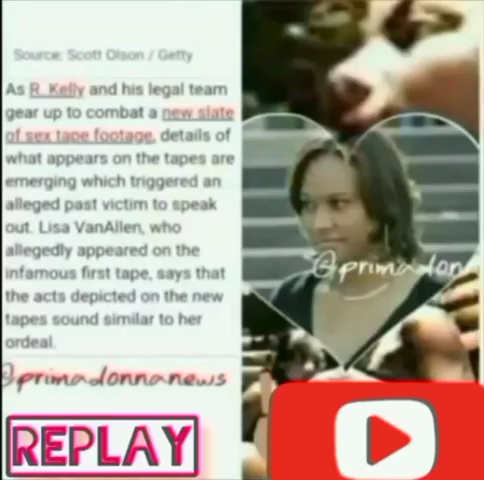 Source: Scott Olson / Getty
As R. Kelly and his legal team
gear up to combat a new slate
of sex tape footage, details of
what appears on the tapes are
emerging which triggered an
alleged past victim to speak
out. Lisa VanAllen, who
allegedly appeared on the
infamous first tape, says that
the acts depicted on the new
tapes sound similar to her
ordeal.
@primadonnanews
@primadonn
REPLAY